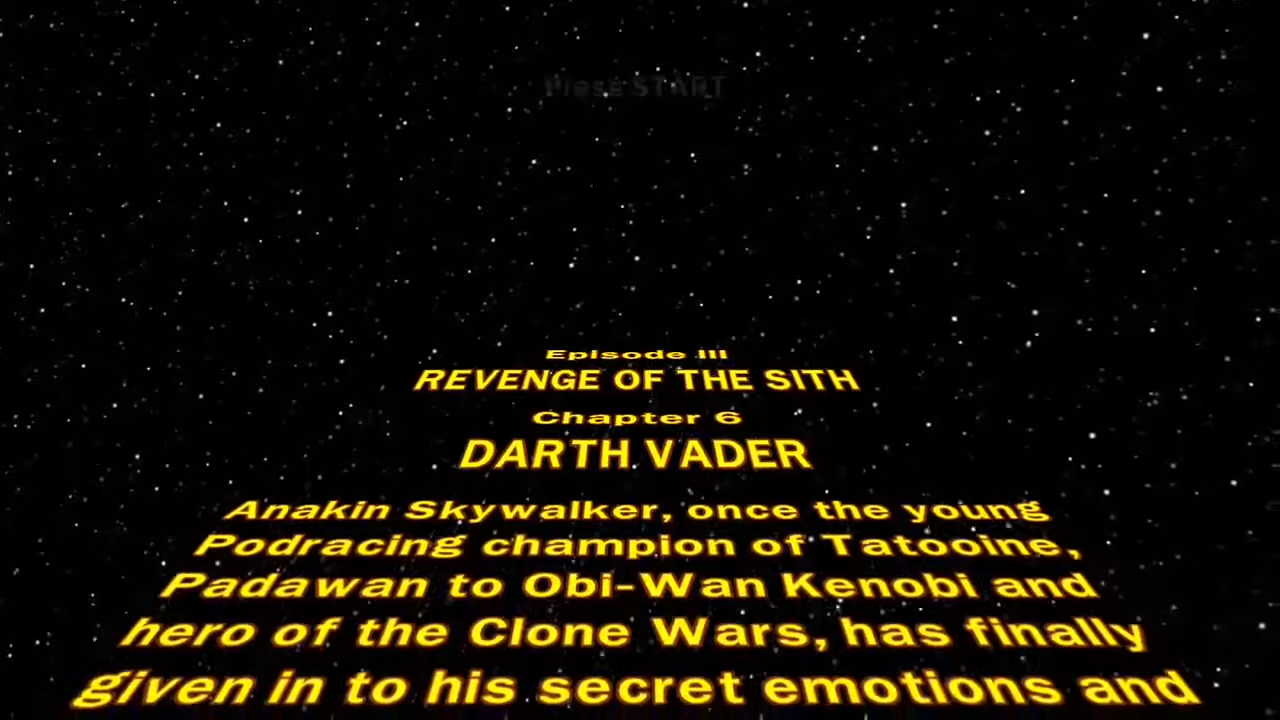 Press START
Episode III
REVENGE OF THE SITH
Chapter 6
DARTH VADER
Anakin Skywalker, once the young
Podracing champion of Tatooine,
Padawan to Obi-Wan Kenobi and
hero of the Clone Wars, has finally
given in to his secret emotions and